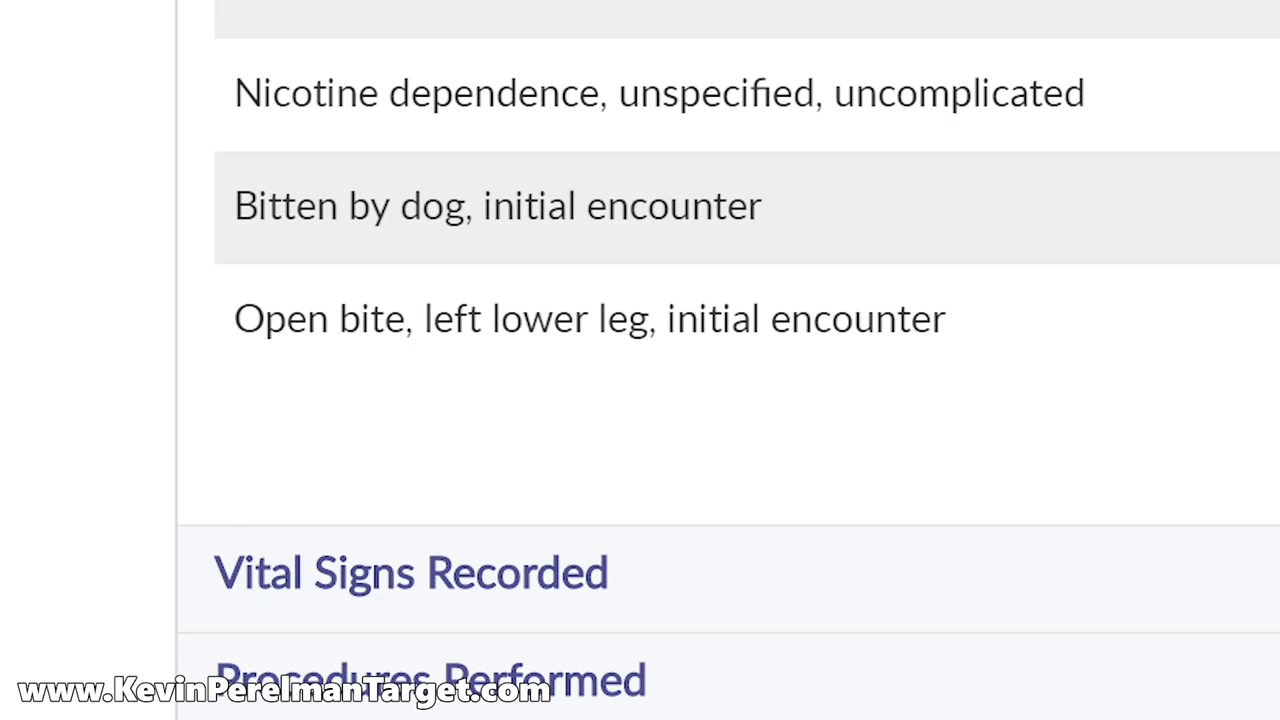 Nicotine dependence, unspecified, uncomplicated
Bitten by dog, initial encounter
Open bite, left lower leg, initial encounter
Vital Signs Recorded
Procedures Performed
www.KevinPerelmanTarget.com